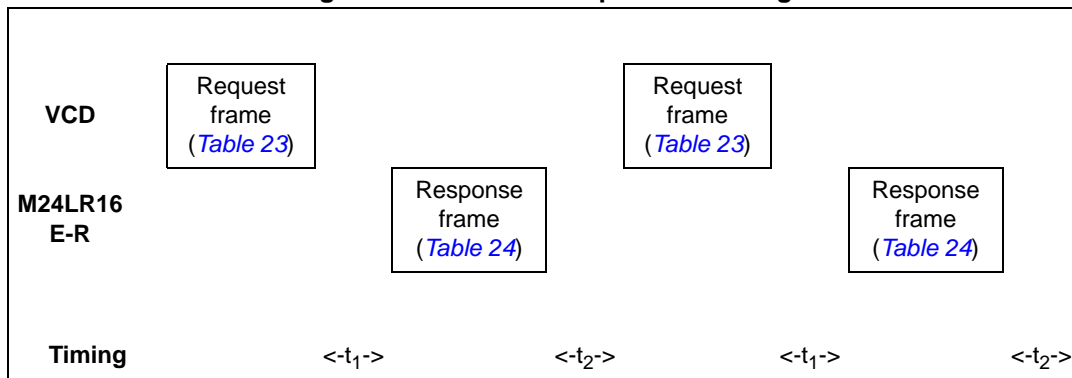 VCD
Request
frame
(Table 23)
Request
frame
(Table 23)
M24LR16
E-R
Response
frame
(Table 24)
Response
frame
(Table 24)
Timing <-t1-> <-t2-> <-t1-> <-t2->